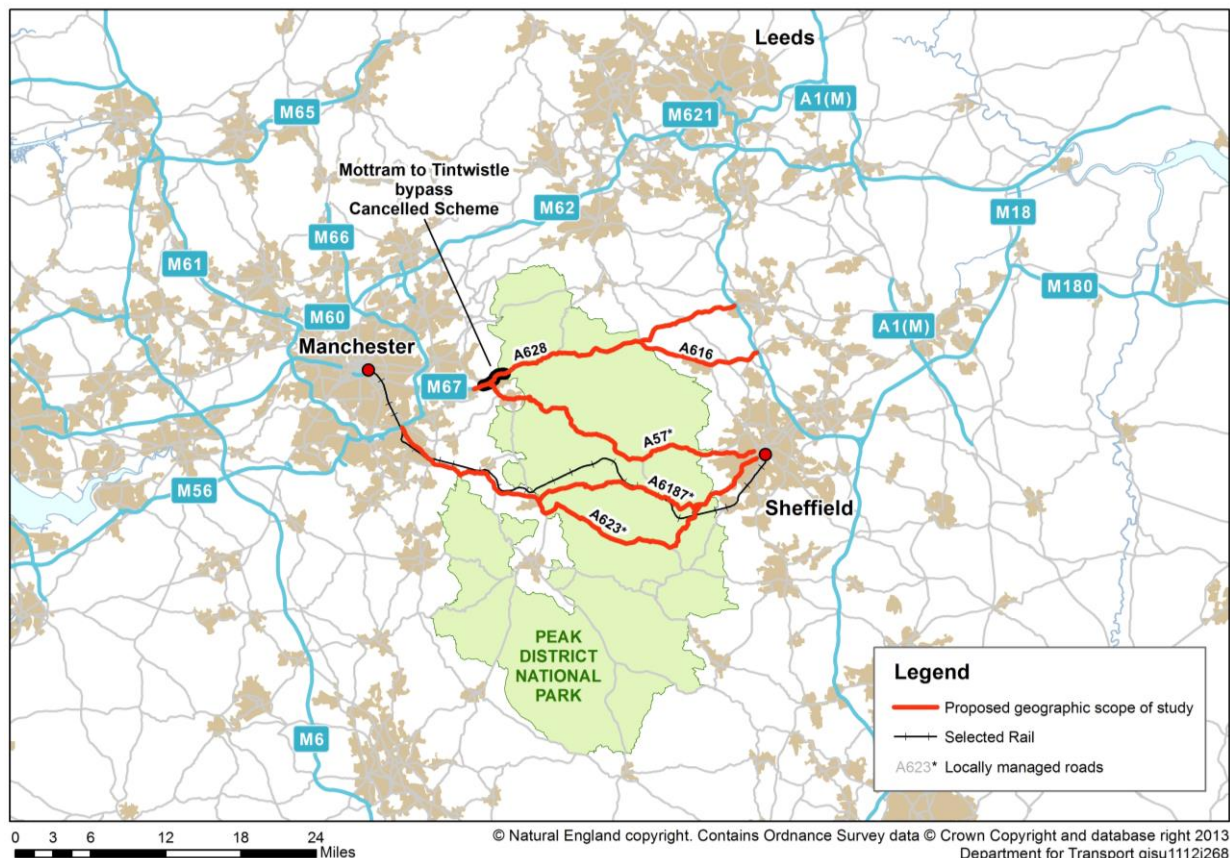 Leeds
M65
M621
A1(M)
Mottram to Tintwistle
bypass
Cancelled Scheme
M62
M66
M18
M61
M180
M60
A1(M)
Manchester
A628
A616
M67
A57*
M56
A6187*
Sheffield
A623*
PEAK
DISTRICT
NATIONAL
PARK
M6
Legend
Proposed geographic scope of study
Selected Rail
A623* Locally managed roads
0 3 6 12 18 24
Miles
© Natural England copyright. Contains Ordnance Survey data © Crown Copyright and database right 2013
Department for Transport gisu1112j268